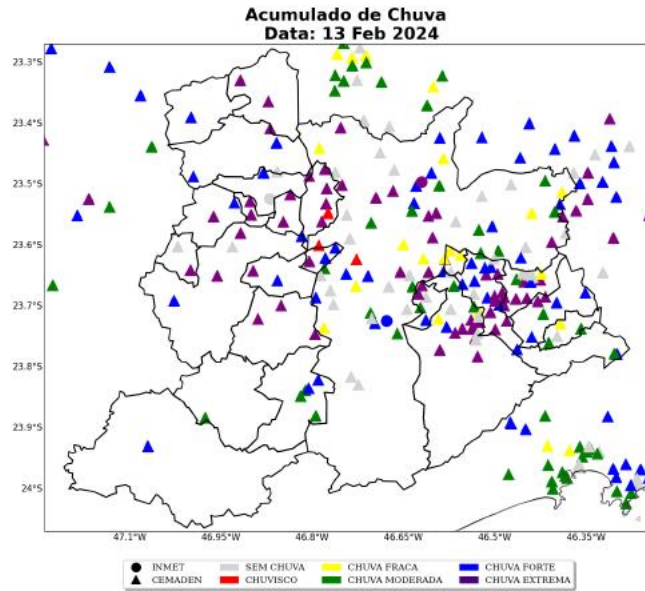 Acumulado de Chuva
Data: 13 Feb 2024
23.3°S
23.4°S
23.5°S
23.6°S
23.7°S
23.8°S
23.9°S
24°S
47.1°W
46.95°W
46.8°W
46.65°W
46.5°W
46.35°W
INMET
SEM CHUVA
CHUVA FRACA
CHUVA FORTE
CEMADEN
CHUVISCO
CHUVA MODERADA
CHUVA EXTREMA